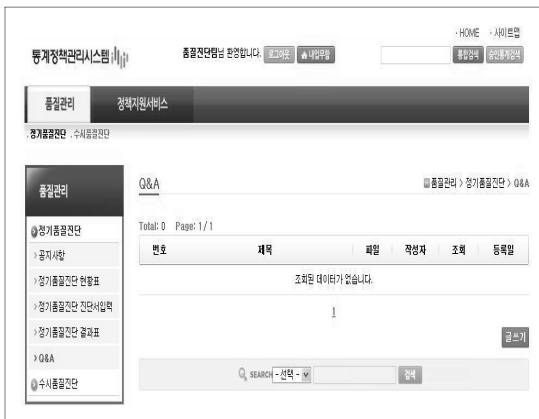 · HOME · 사이트맵
통계정책관리시스템
품질진단팀님 환영합니다. 로그아웃 내업무함
통합검색 승인통계검색
품질관리 정책지원서비스
. 정기품질진단 . 수시품질진단
품질관리
정기품질진단
> 공지사항
> 정기품질진단 현황표
> 정기품질진단 진단서입력
> 정기품질진단 결과표
> Q&A
수시품질진단
Q&A
품질관리 > 정기품질진단 > Q&A
Total: 0 Page: 1 / 1
번호 제목 파일 작성자 조회 등록일
조회된 데이터가 없습니다.
1
글쓰기
SEARCH - 선택 - 검색